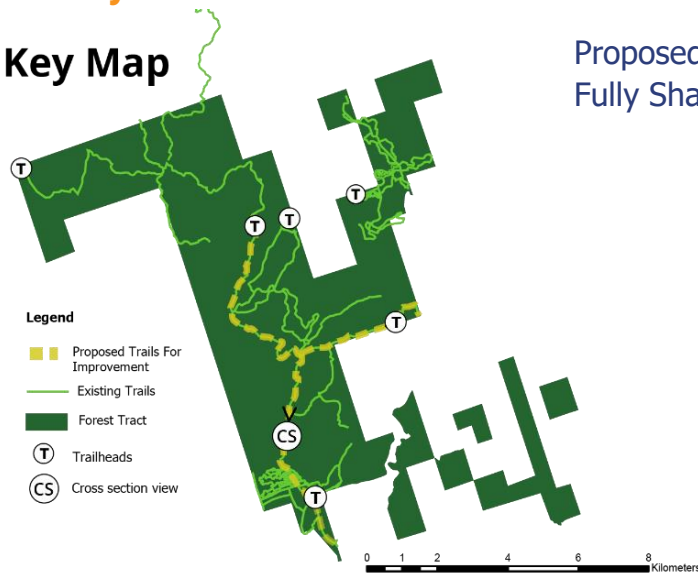 Key Map
Proposed
Fully Sha
T
T
T
T
T
CS
T
Legend
Proposed Trails For
Improvement
Existing Trails
Forest Tract
T Trailheads
CS Cross section view
0 1 2 4 6 8
Kilometers